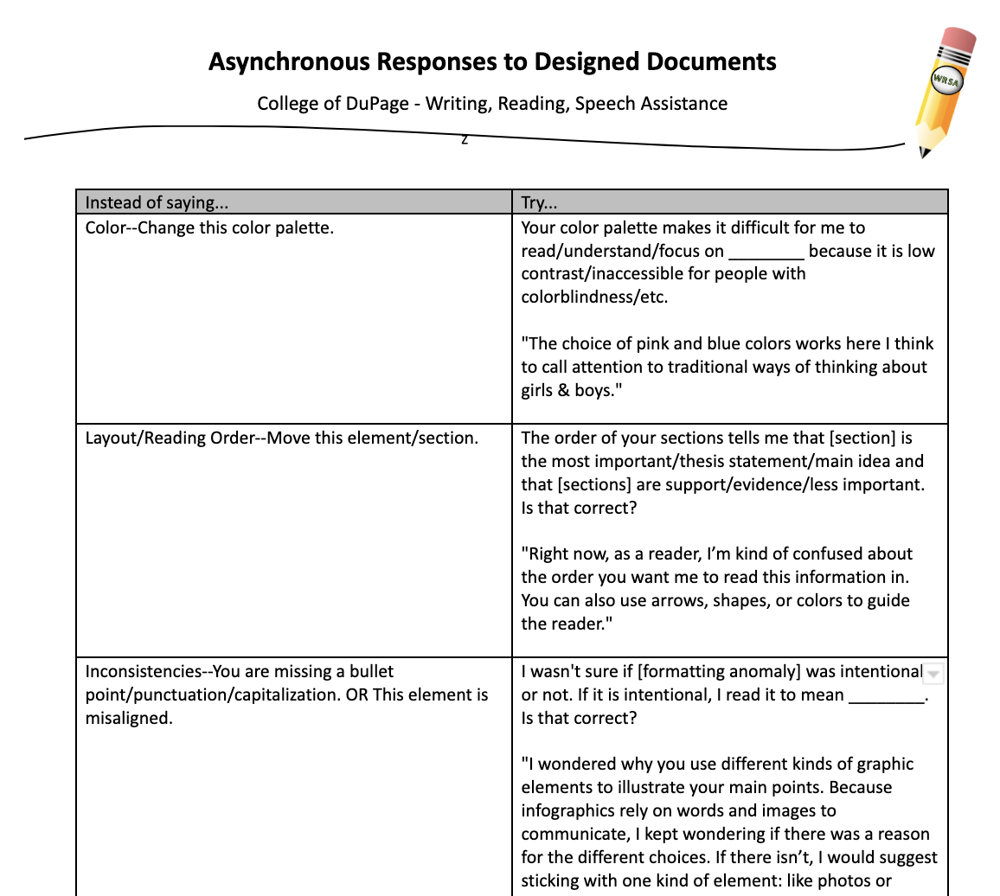 Asynchronous Responses to Designed Documents
College of DuPage - Writing, Reading, Speech Assistance
WRSA
z
Instead of saying...
Try...
Color--Change this color palette.
Your color palette makes it difficult for me to
read/understand/focus on ________ because it is low
contrast/inaccessible for people with
colorblindness/etc.
"The choice of pink and blue colors works here I think
to call attention to traditional ways of thinking about
girls & boys."
Layout/Reading Order--Move this element/section.
The order of your sections tells me that [section] is
the most important/thesis statement/main idea and
that [sections] are support/evidence/less important.
Is that correct?
"Right now, as a reader, I’m kind of confused about
the order you want me to read this information in.
You can also use arrows, shapes, or colors to guide
the reader."
Inconsistencies--You are missing a bullet
point/punctuation/capitalization. OR This element is
misaligned.
I wasn't sure if [formatting anomaly] was intentional
or not. If it is intentional, I read it to mean ________.
Is that correct?
"I wondered why you use different kinds of graphic
elements to illustrate your main points. Because
infographics rely on words and images to
communicate, I kept wondering if there was a reason
for the different choices. If there isn’t, I would suggest
sticking with one kind of element: like photos or